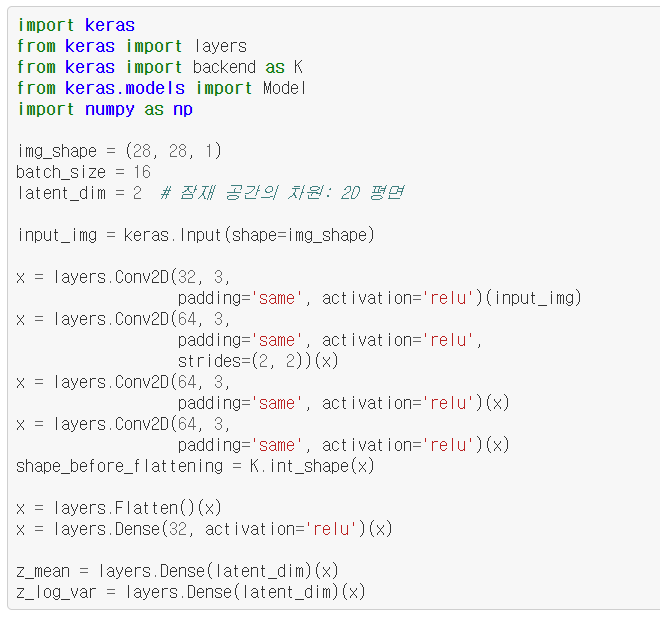 import keras
from keras import layers
from keras import backend as K
from keras.models import Model
import numpy as np

img_shape = (28, 28, 1)
batch_size = 16
latent_dim = 2  # 잠재 공간의 차원: 2D 평면

input_img = keras.Input(shape=img_shape)

x = layers.Conv2D(32, 3,
                  padding='same', activation='relu')(input_img)
x = layers.Conv2D(64, 3,
                  padding='same', activation='relu',
                  strides=(2, 2))(x)
x = layers.Conv2D(64, 3,
                  padding='same', activation='relu')(x)
x = layers.Conv2D(64, 3,
                  padding='same', activation='relu')(x)
shape_before_flattening = K.int_shape(x)

x = layers.Flatten()(x)
x = layers.Dense(32, activation='relu')(x)

z_mean = layers.Dense(latent_dim)(x)
z_log_var = layers.Dense(latent_dim)(x)